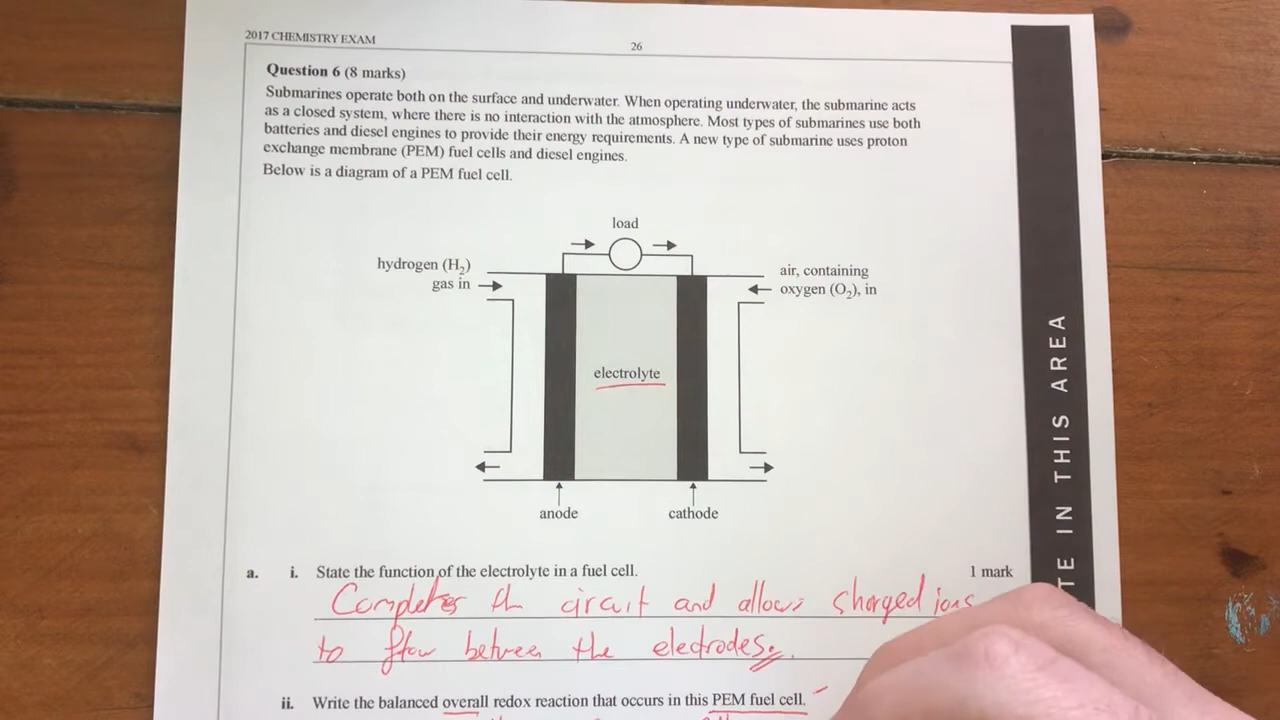 2017 CHEMISTRY EXAM
26
Question 6 (8 marks)
Submarines operate both on the surface and underwater. When operating underwater, the submarine acts
as a closed system, where there is no interaction with the atmosphere. Most types of submarines use both
batteries and diesel engines to provide their energy requirements. A new type of submarine uses proton
exchange membrane (PEM) fuel cells and diesel engines.
Below is a diagram of a PEM fuel cell.
load
hydrogen (H₂)
gas in
air, containing
oxygen (O₂), in
electrolyte
anode
cathode
a. i. State the function of the electrolyte in a fuel cell. 1 mark
Completes the circuit and allows charged ions
to flow between the electrodes.
ii. Write the balanced overall redox reaction that occurs in this PEM fuel cell.
TE IN THIS AREA